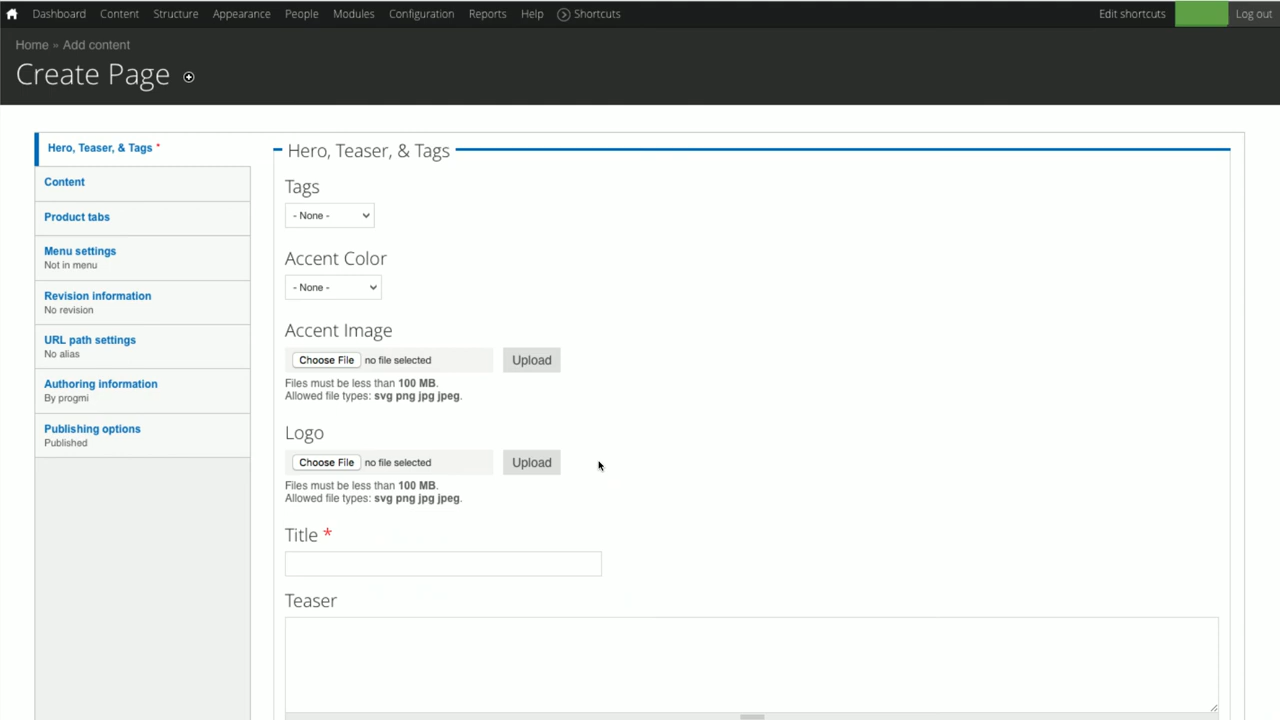 Dashboard Content Structure Appearance People Modules Configuration Reports Help Shortcuts Edit shortcuts Log out
Home » Add content
Create Page
Hero, Teaser, & Tags *
Content
Product tabs
Menu settings
Not in menu
Revision information
No revision
URL path settings
No alias
Authoring information
By progmi
Publishing options
Published
Hero, Teaser, & Tags
Tags
- None -
Accent Color
- None -
Accent Image
Choose File no file selected Upload
Files must be less than 100 MB.
Allowed file types: svg png jpg jpeg.
Logo
Choose File no file selected Upload
Files must be less than 100 MB.
Allowed file types: svg png jpg jpeg.
Title *
Teaser